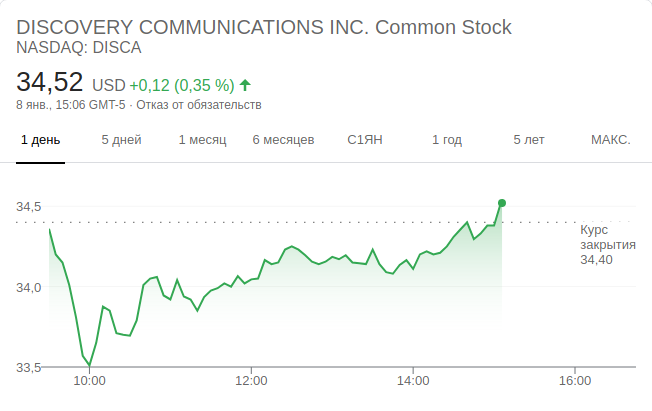 DISCOVERY COMMUNICATIONS INC. Common Stock
NASDAQ: DISCA
34,52 USD +0,12 (0,35 %)
8 янв., 15:06 GMT-5 · Отказ от обязательств
1 день 5 дней 1 месяц 6 месяцев С1ЯН 1 год 5 лет МАКС.
34,5
Курс
закрытия
34,40
34,0
33,5
10:00 12:00 14:00 16:00